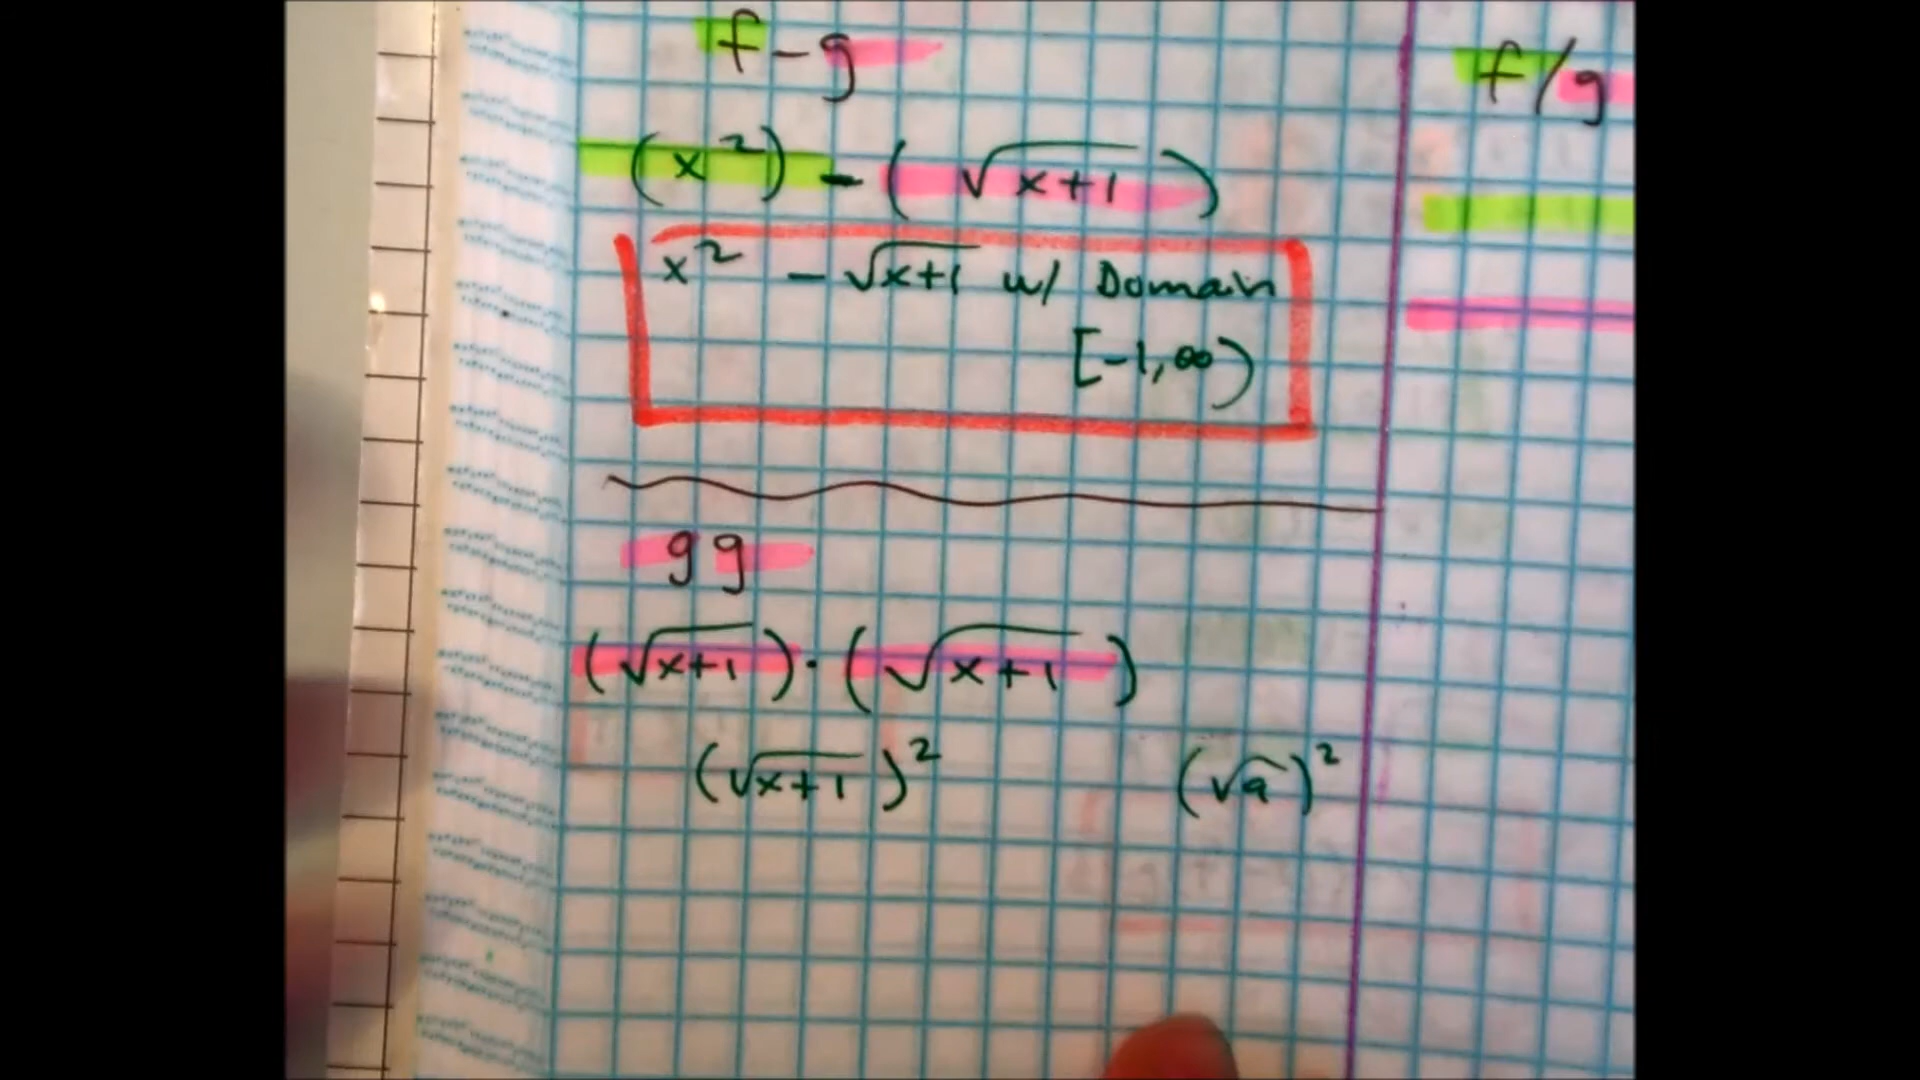 f - g
(x²) - (√x+1)
x² - √x+1 w/ Domain
[-1,∞)
gg
(√x+1) · (√x+1)
(√x+1)²
(√a)²
f/g